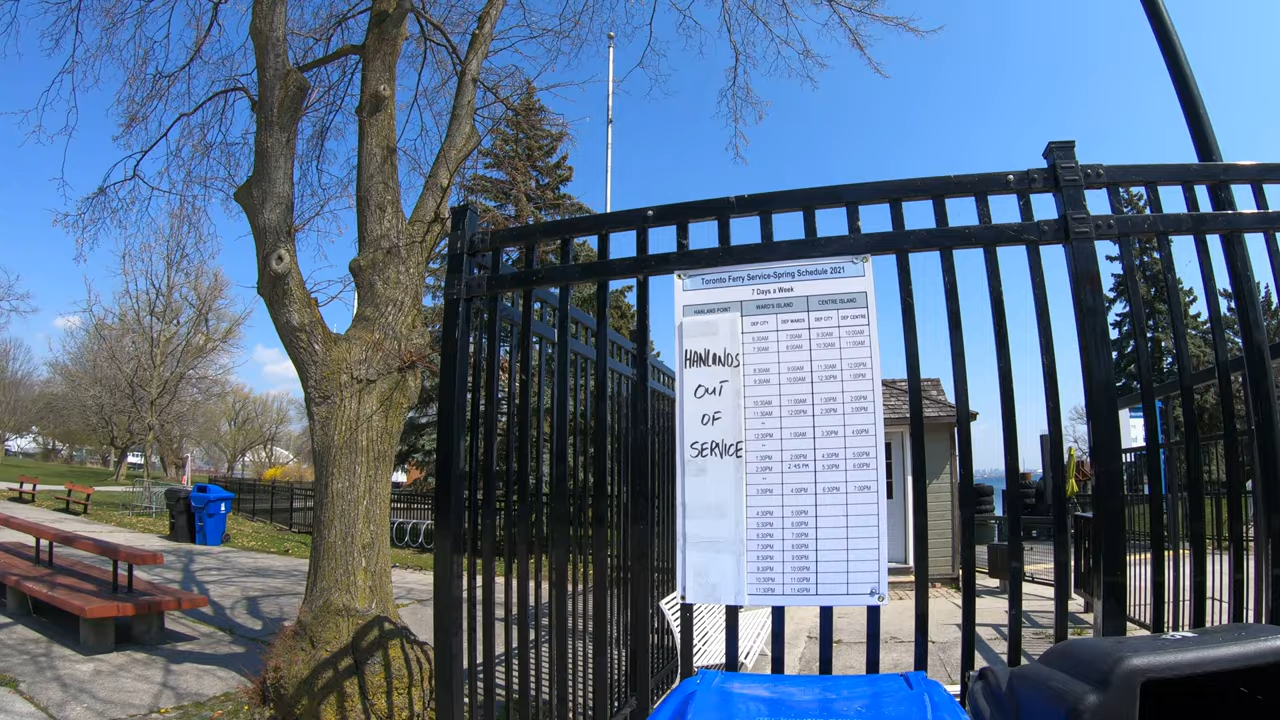 Toronto Ferry Service-Spring Schedule 2021
7 Days a Week
HANLAND POINT WARD'S ISLAND CENTRE ISLAND
DEP CITY DEP WARDS DEP CITY DEP CENTRE
6:30AM 7:00AM 9:30AM 10:00AM
7:30AM 8:00AM 10:30AM 11:00AM
8:30AM 9:00AM 11:30AM 12:00PM
9:30AM 10:00AM 12:30PM 1:00PM
10:30AM 11:00AM 1:30PM 2:00PM
11:30AM 12:00PM 2:30PM 3:00PM
**
12:30PM 1:00AM 3:30PM 4:00PM
**
1:30PM 2:00PM 4:30PM 5:00PM
2:30PM 2:45 PM 5:30PM 6:00PM
**
3:30PM 4:00PM 6:30PM 7:00PM
4:30PM 5:00PM
5:30PM 6:00PM
6:30PM 7:00PM
7:30PM 8:00PM
8:30PM 9:00PM
9:30PM 10:00PM
10:30PM 11:00PM
11:30PM 11:45PM
HANLANDS
OUT
OF
SERVICE